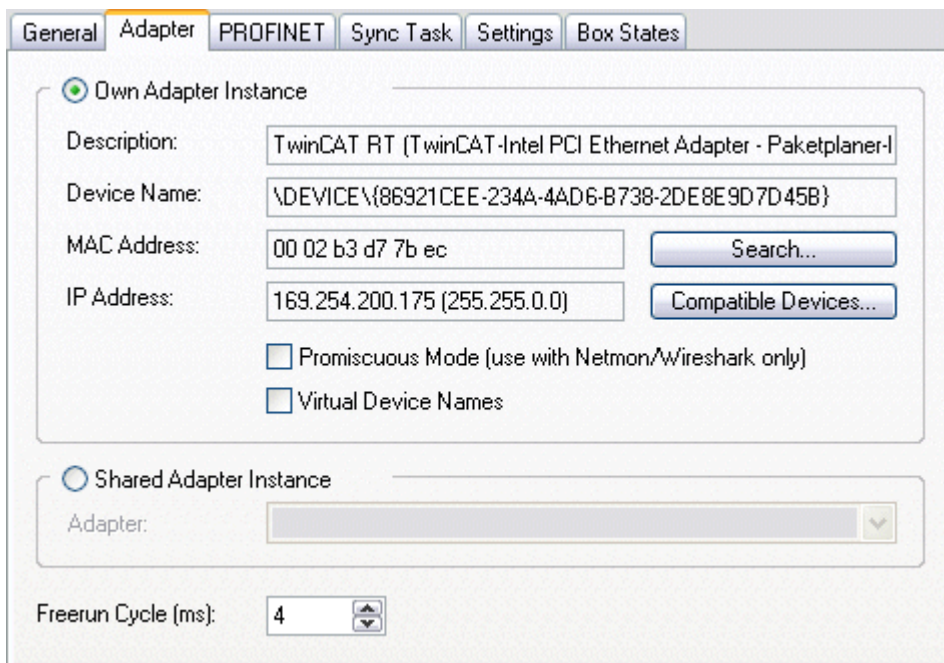 General Adapter PROFINET Sync Task Settings Box States
Own Adapter Instance
Description: TwinCAT RT (TwinCAT-Intel PCI Ethernet Adapter - Paketplaner-I
Device Name: \DEVICE\{86921CEE-234A-4AD6-B738-2DE8E9D7D45B}
MAC Address: 00 02 b3 d7 7b ec Search...
IP Address: 169.254.200.175 (255.255.0.0) Compatible Devices...
Promiscuous Mode (use with Netmon/Wireshark only)
Virtual Device Names
Shared Adapter Instance
Adapter:
Freerun Cycle (ms): 4